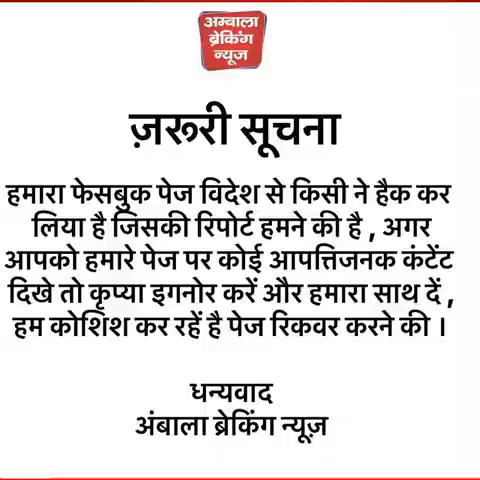 अम्बाला
ब्रेकिंग
न्यूज
ज़रूरी सूचना
हमारा फेसबुक पेज विदेश से किसी ने हैक कर
लिया है जिसकी रिपोर्ट हमने की है , अगर
आपको हमारे पेज पर कोई आपत्तिजनक कंटेंट
दिखे तो कृप्या इगनोर करें और हमारा साथ दें ,
हम कोशिश कर रहें है पेज रिकवर करने की ।
धन्यवाद
अंबाला ब्रेकिंग न्यूज़